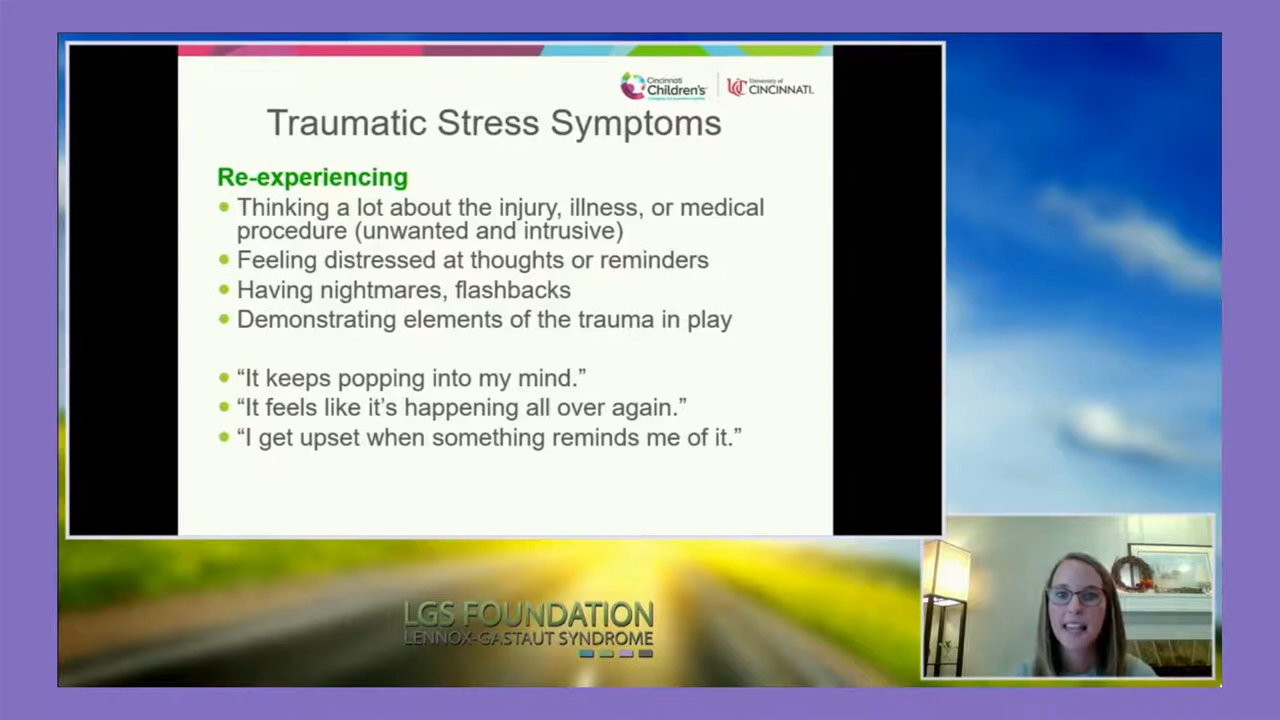 Cincinnati
Children's
University of
CINCINNATI.
Traumatic Stress Symptoms
Re-experiencing
• Thinking a lot about the injury, illness, or medical
procedure (unwanted and intrusive)
• Feeling distressed at thoughts or reminders
• Having nightmares, flashbacks
• Demonstrating elements of the trauma in play
• “It keeps popping into my mind.”
• “It feels like it’s happening all over again.”
• “I get upset when something reminds me of it.”
LGS FOUNDATION
LENNOX-GASTAUT SYNDROME